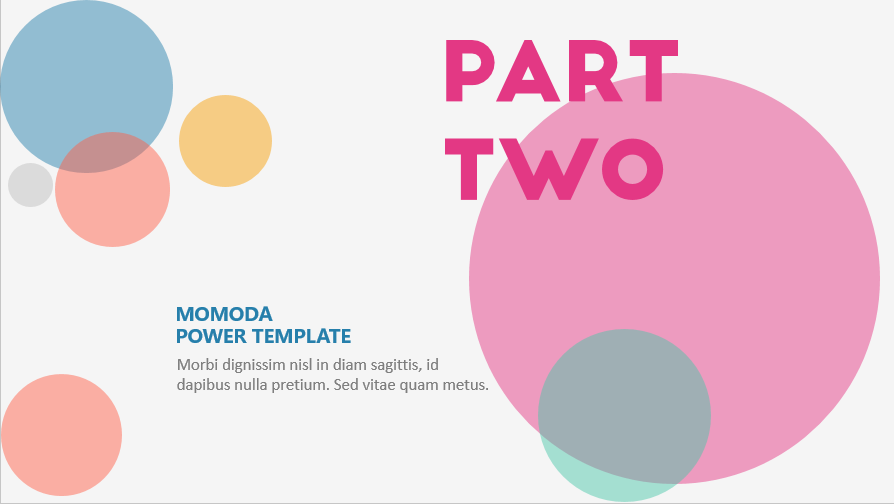 PART
TWO
MOMODA
POWER TEMPLATE
Morbi dignissim nisl in diam sagittis, id
dapibus nulla pretium. Sed vitae quam metus.